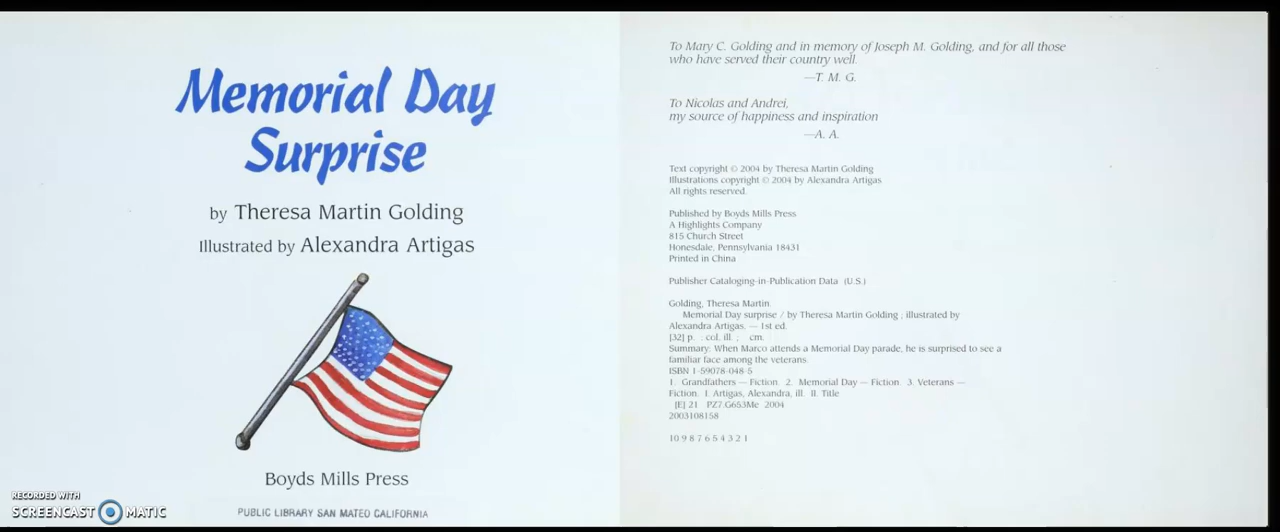 Memorial Day
Surprise
by Theresa Martin Golding
Illustrated by Alexandra Artigas
Boyds Mills Press
PUBLIC LIBRARY SAN MATEO CALIFORNIA
RECORDED WITH
SCREENCAST MATIC
To Mary C. Golding and in memory of Joseph M. Golding, and for all those
who have served their country well.
—T. M. G.
To Nicolas and Andrei,
my source of happiness and inspiration
—A. A.
Text copyright © 2004 by Theresa Martin Golding
Illustrations copyright © 2004 by Alexandra Artigas
All rights reserved.
Published by Boyds Mills Press
A Highlights Company
815 Church Street
Honesdale, Pennsylvania 18431
Printed in China
Publisher Cataloging-in-Publication Data (U.S.)
Golding, Theresa Martin.
Memorial Day surprise / by Theresa Martin Golding ; illustrated by
Alexandra Artigas. — 1st ed.
[32] p. : col. ill. ; cm.
Summary: When Marco attends a Memorial Day parade, he is surprised to see a
familiar face among the veterans.
ISBN 1-59078-048-5
1. Grandfathers — Fiction. 2. Memorial Day — Fiction. 3. Veterans —
Fiction. I. Artigas, Alexandra, ill. II. Title
[E] 21 PZ7.G653Me 2004
2003108158
10 9 8 7 6 5 4 3 2 1